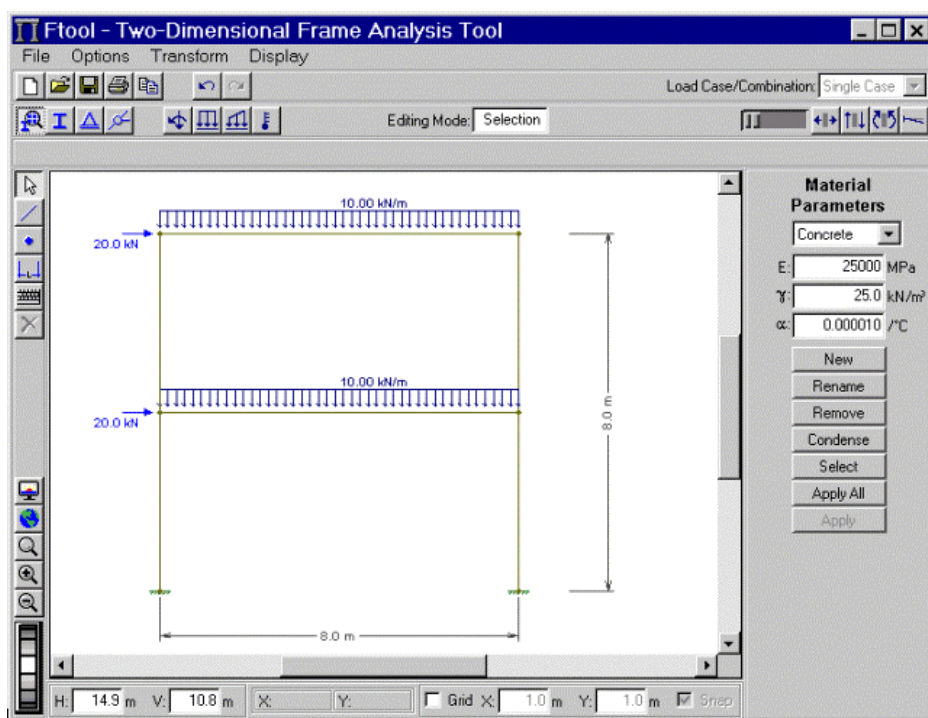 Ftool - Two-Dimensional Frame Analysis Tool
File Options Transform Display
Load Case/Combination: Single Case
Editing Mode: Selection
Material
Parameters
Concrete
E: 25000 MPa
γ: 25.0 kN/m³
α: 0.000010 /°C
New
Rename
Remove
Condense
Select
Apply All
Apply
10.00 kN/m
20.0 kN
10.00 kN/m
20.0 kN
8.0 m
8.0 m
H: 14.9 m V: 10.8 m X: Y: Grid X: 1.0 m Y: 1.0 m Snap